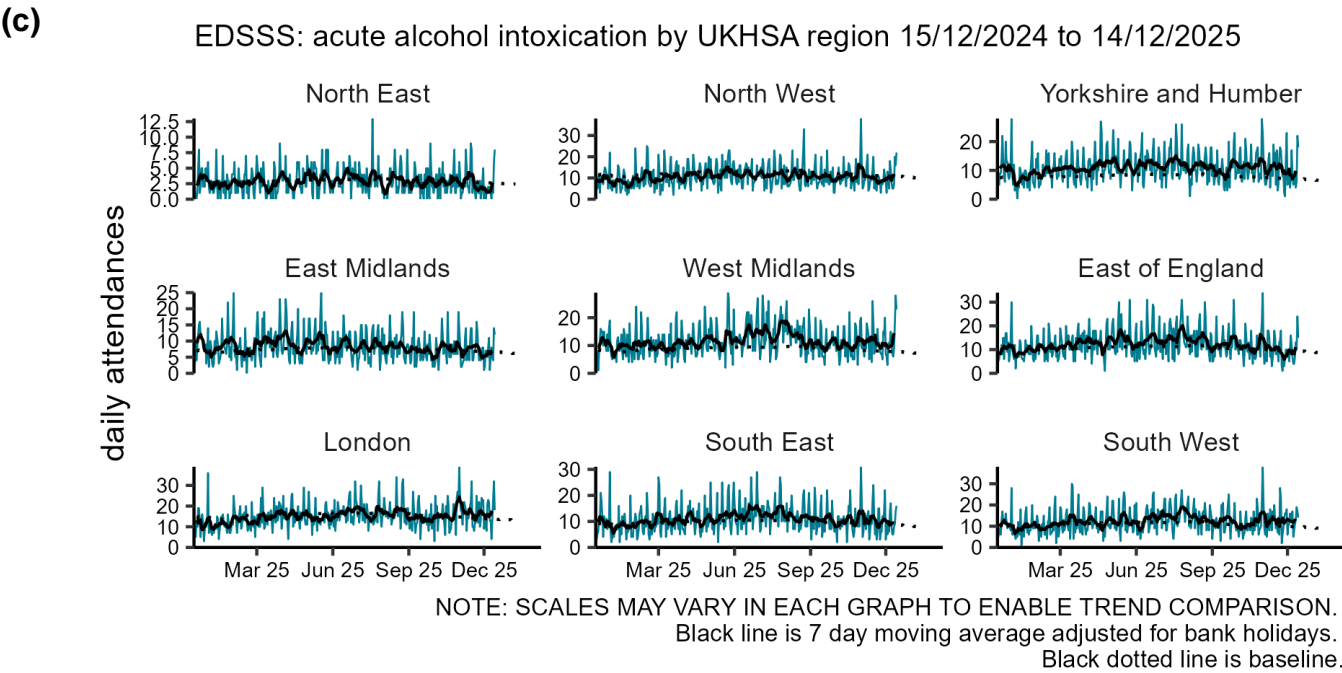 (c)
EDSSS: acute alcohol intoxication by UKHSA region 15/12/2024 to 14/12/2025
daily attendances
North East
12.5
10.0
7.5
5.0
2.5
0.0
North West
30
20
10
0
Yorkshire and Humber
20
10
0
East Midlands
25
20
15
10
5
0
West Midlands
20
10
0
East of England
30
20
10
0
London
30
20
10
0
Mar 25 Jun 25 Sep 25 Dec 25
South East
30
20
10
0
Mar 25 Jun 25 Sep 25 Dec 25
South West
30
20
10
0
Mar 25 Jun 25 Sep 25 Dec 25
NOTE: SCALES MAY VARY IN EACH GRAPH TO ENABLE TREND COMPARISON.
Black line is 7 day moving average adjusted for bank holidays.
Black dotted line is baseline.